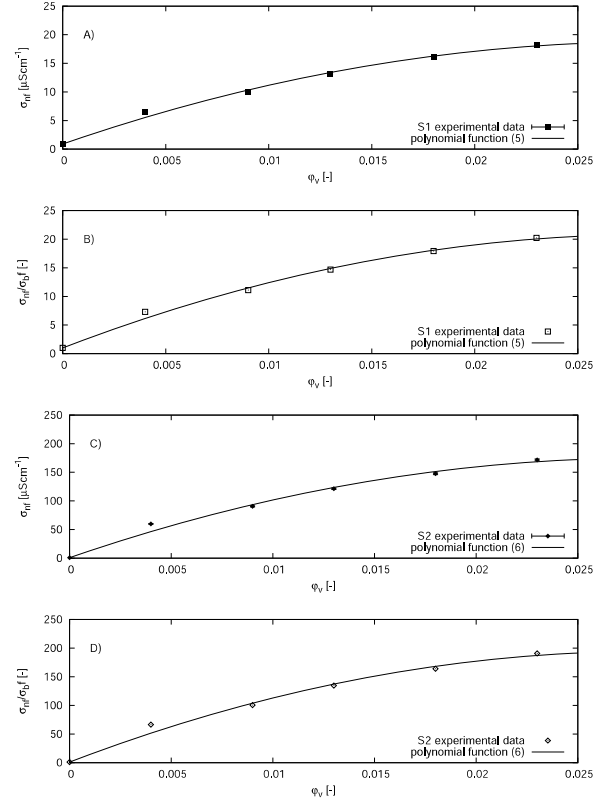 25
20
15
10
5
0
σnf [μScm⁻¹]
A)
S1 experimental data
polynomial function (5)
0 0.005 0.01 0.015 0.02 0.025
φv [-]
25
20
15
10
5
0
σnf/σbf [-]
B)
S1 experimental data
polynomial function (5)
0 0.005 0.01 0.015 0.02 0.025
φv [-]
250
200
150
100
50
0
σnf [μScm⁻¹]
C)
S2 experimental data
polynomial function (6)
0 0.005 0.01 0.015 0.02 0.025
φv [-]
250
200
150
100
50
0
σnf/σbf [-]
D)
S2 experimental data
polynomial function (6)
0 0.005 0.01 0.015 0.02 0.025
φv [-]